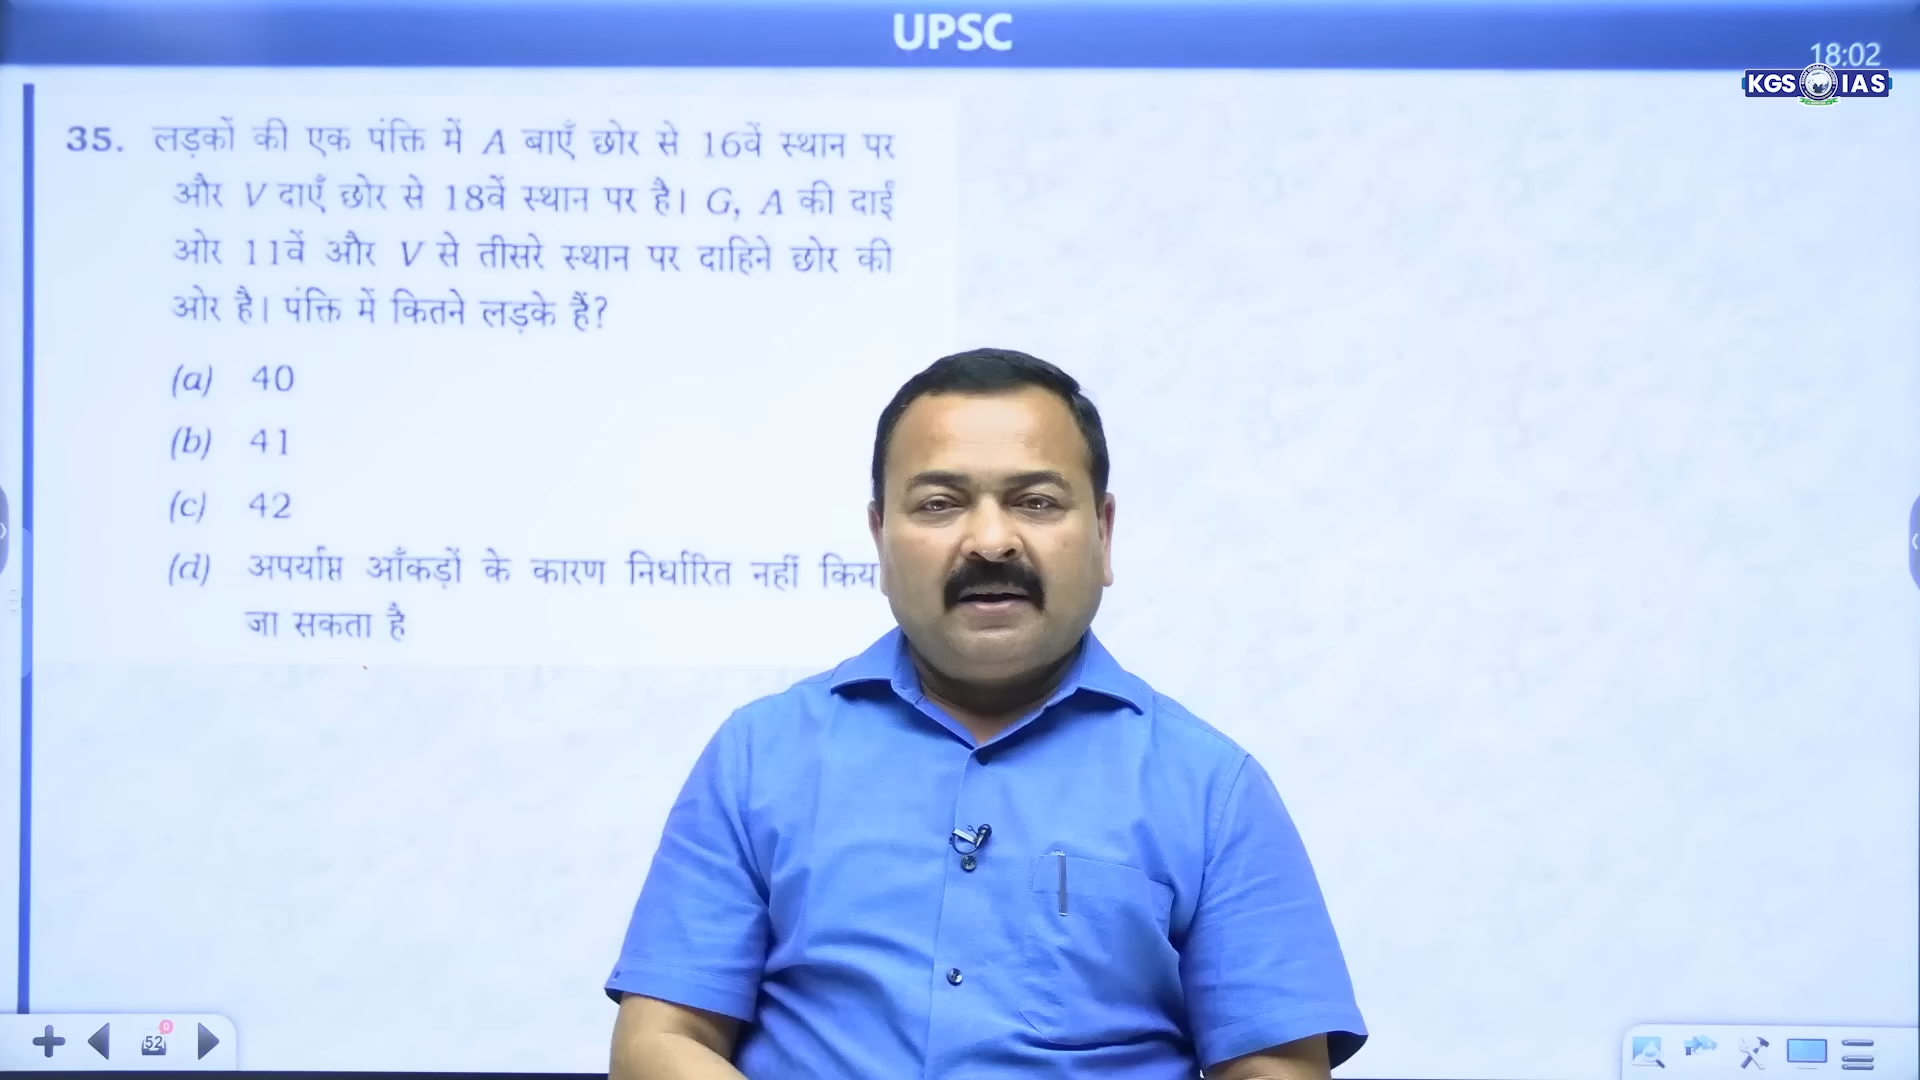 UPSC
18:02
KGS IAS
35. लड़कों की एक पंक्ति में A बाएँ छोर से 16वें स्थान पर
और V दाएँ छोर से 18वें स्थान पर है। G, A की दाईं
ओर 11वें और V से तीसरे स्थान पर दाहिने छोर की
ओर है। पंक्ति में कितने लड़के हैं?
(a) 40
(b) 41
(c) 42
(d) अपर्याप्त आँकड़ों के कारण निर्धारित नहीं
जा सकता है
52
0